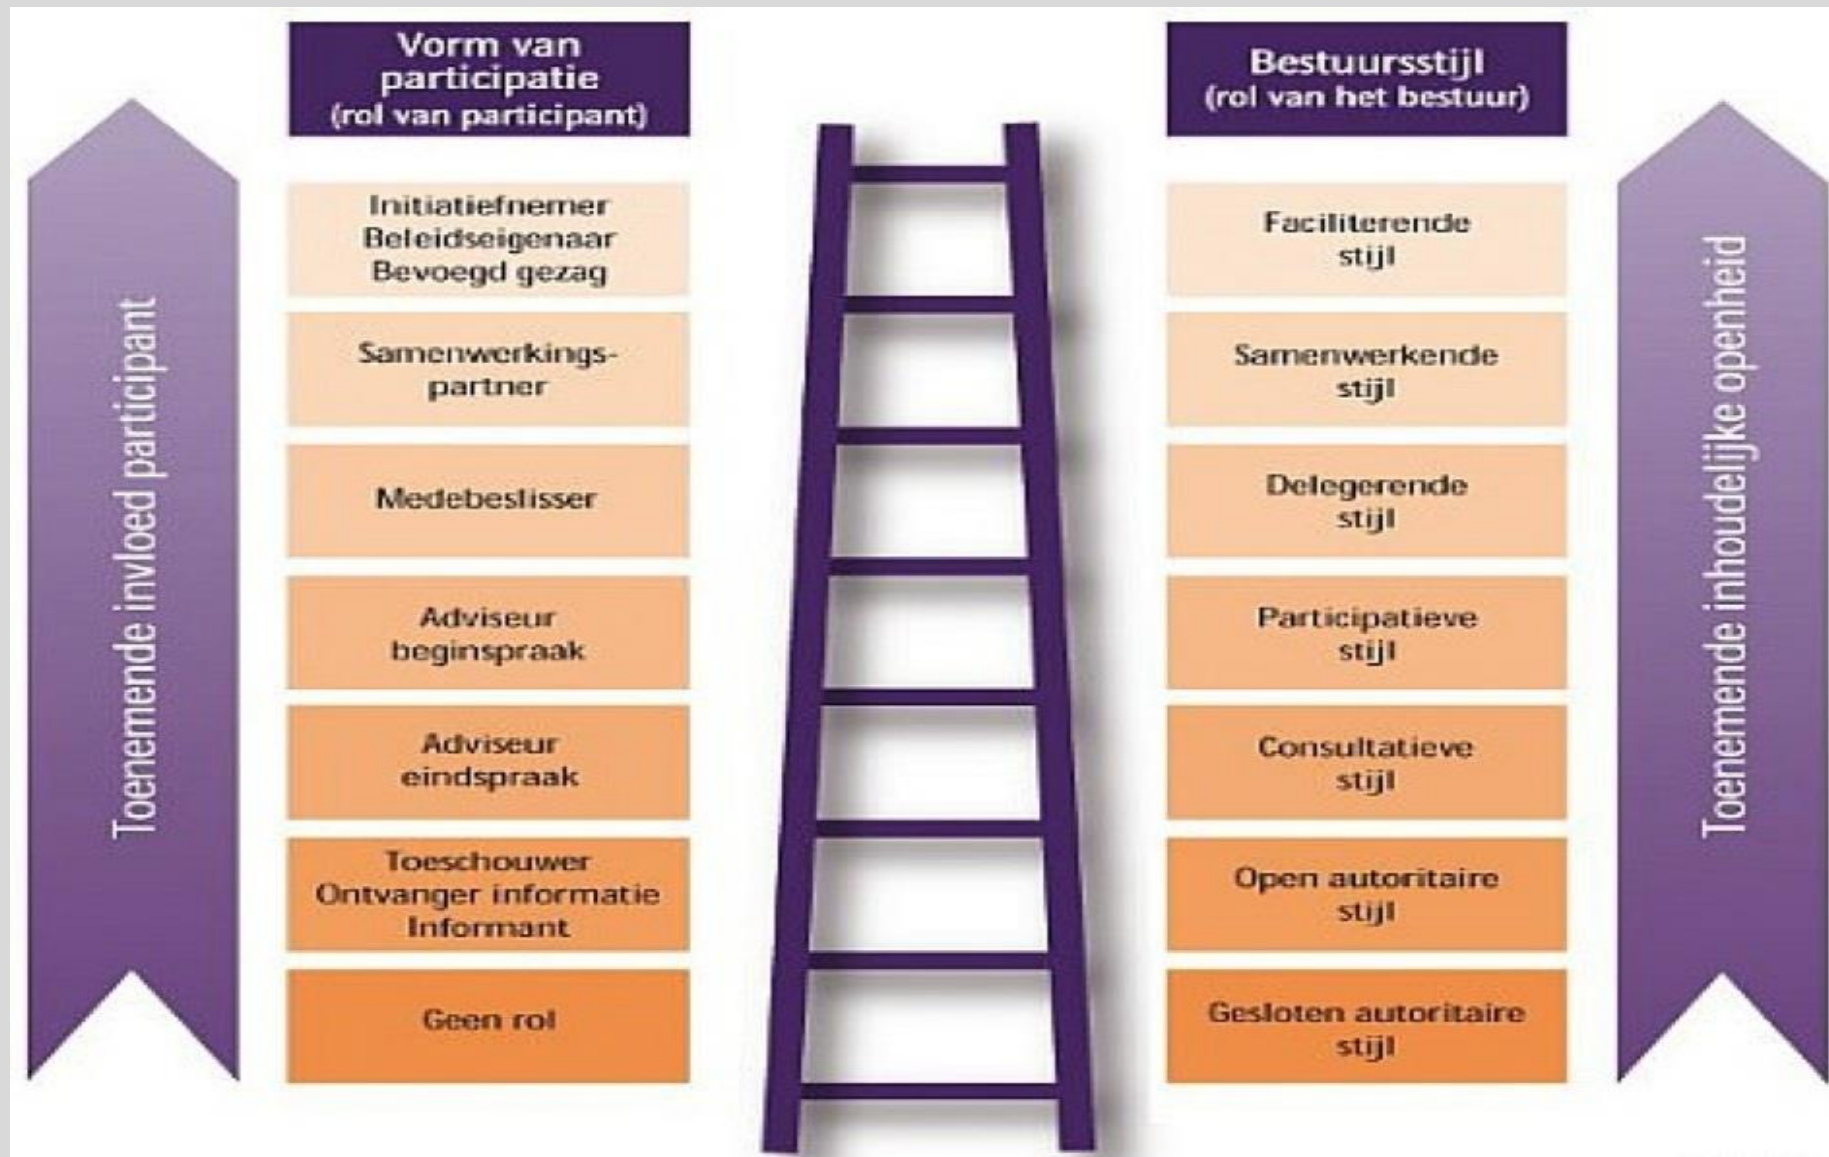 Vorm van
participatie
(rol van participant)
Bestuursstijl
(rol van het bestuur)
Toenemende invloed participant
Initiatiefnemer
Beleidseigenaar
Bevoegd gezag
Faciliterende
stijl
Samenwerkings-
partner
Samenwerkende
stijl
Medebeslisser
Delegerende
stijl
Adviseur
beginspraak
Participatieve
stijl
Adviseur
eindspraak
Consultatieve
stijl
Toeschouwer
Ontvanger informatie
Informant
Open autoritaire
stijl
Geen rol
Gesloten autoritaire
stijl
Toenemende inhoudelijke openheid